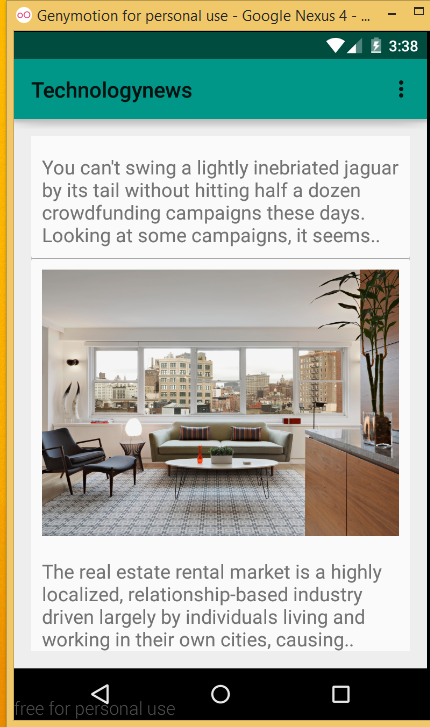 Genymotion for personal use - Google Nexus 4 - ...
3:38
Technologynews
You can't swing a lightly inebriated jaguar
by its tail without hitting half a dozen
crowdfunding campaigns these days.
Looking at some campaigns, it seems..
The real estate rental market is a highly
localized, relationship-based industry
driven largely by individuals living and
working in their own cities, causing..
free for personal use